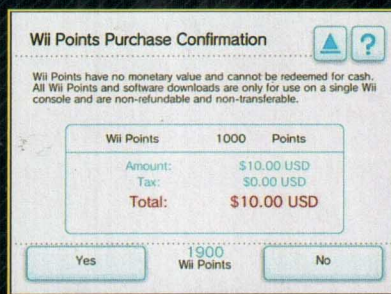 Wii Points Purchase Confirmation ?
Wii Points have no monetary value and cannot be redeemed for cash.
All Wii Points and software downloads are only for use on a single Wii
console and are non-refundable and non-transferable.
Wii Points 1000 Points
Amount: $10.00 USD
Tax: $0.00 USD
Total: $10.00 USD
Yes 1900 No
Wii Points